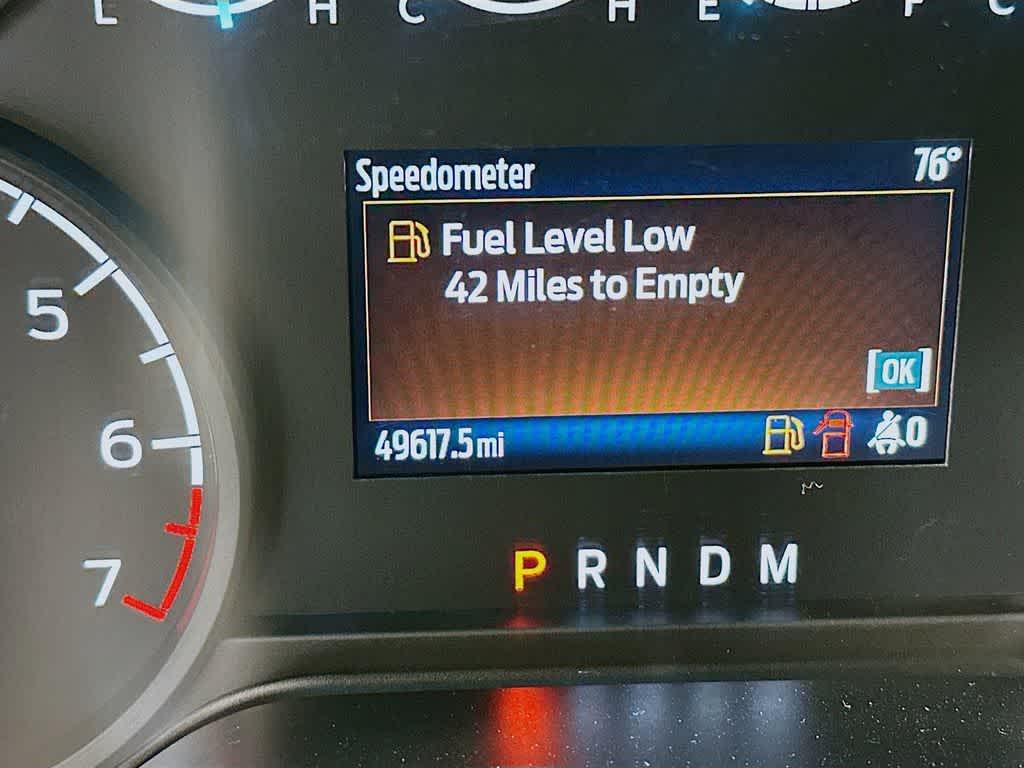 L H C H E F C
Speedometer 76°
Fuel Level Low
42 Miles to Empty
OK
49617.5mi 0
5
6
7
P R N D M